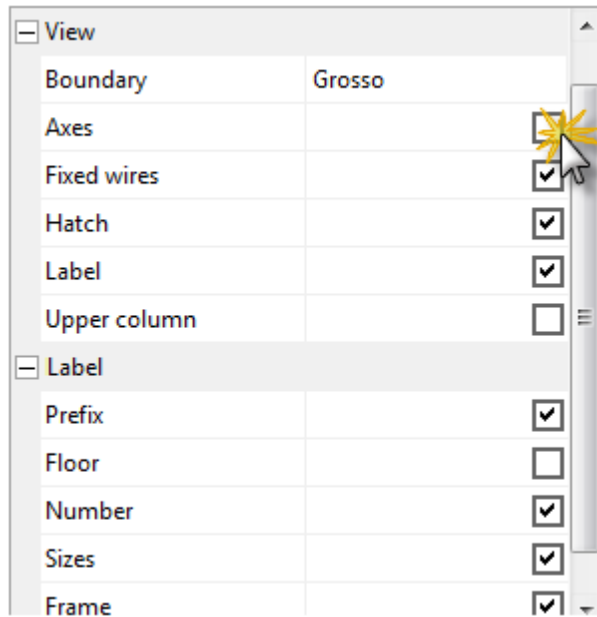 View
Boundary Grosso
Axes
Fixed wires
Hatch
Label
Upper column
Label
Prefix
Floor
Number
Sizes
Frame